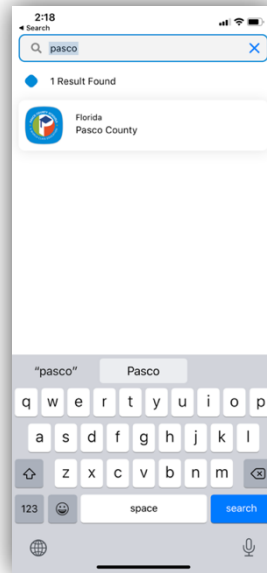 2:18
◄ Search
pasco
1 Result Found
Florida
Pasco County
"pasco" Pasco
q w e r t y u i o p
a s d f g h j k l
z x c v b n m
123 space search